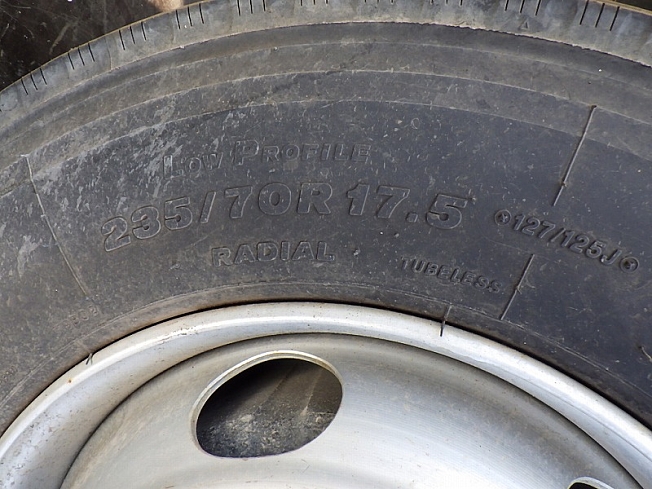 LOW PROFILE
235/70R 17.5 127/125J
RADIAL TUBELESS